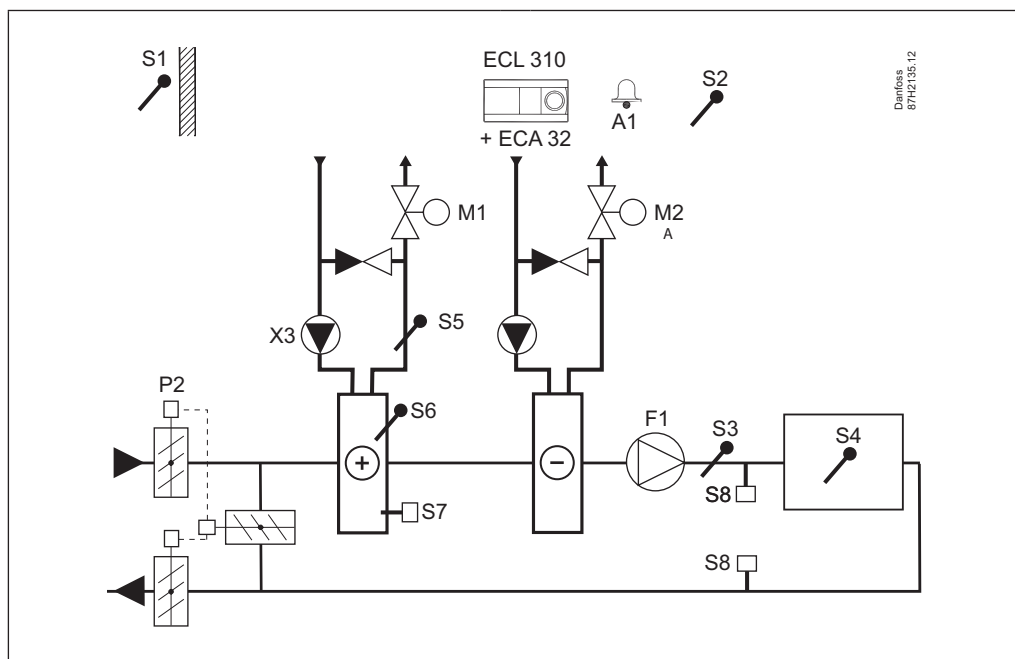 S1
ECL 310
+ ECA 32
A1
S2
Danfoss
87H2135.12
M1
M2
A
X3
S5
P2
S6
+
−
F1
S3
S4
S7
S8
S8